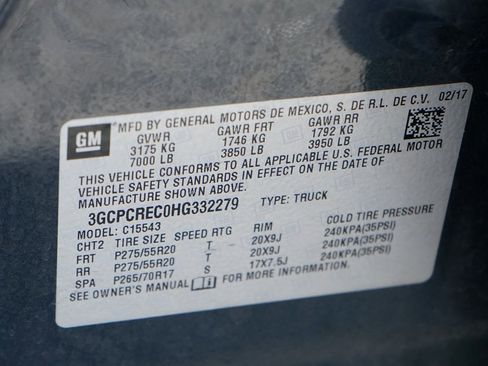 GM
MFD BY GENERAL MOTORS DE MEXICO, S. DE R.L. DE C.V. 02/17
GVWR GAWR FRT GAWR RR
3175 KG 1746 KG 1792 KG
7000 LB 3850 LB 3950 LB
THIS VEHICLE CONFORMS TO ALL APPLICABLE U.S. FEDERAL MOTOR
VEHICLE SAFETY STANDARDS IN EFFECT ON THE DATE OF
MANUFACTURE SHOWN ABOVE.
3GCPCREC0HG332279 TYPE: TRUCK
MODEL: C15543
CHT2 TIRE SIZE SPEED RTG RIM COLD TIRE PRESSURE
FRT P275/55R20 T 20X9J 240KPA(35PSI)
RR P275/55R20 T 20X9J 240KPA(35PSI)
SPA P265/70R17 S 17X7.5J 240KPA(35PSI)
SEE OWNER'S MANUAL FOR MORE INFORMATION.